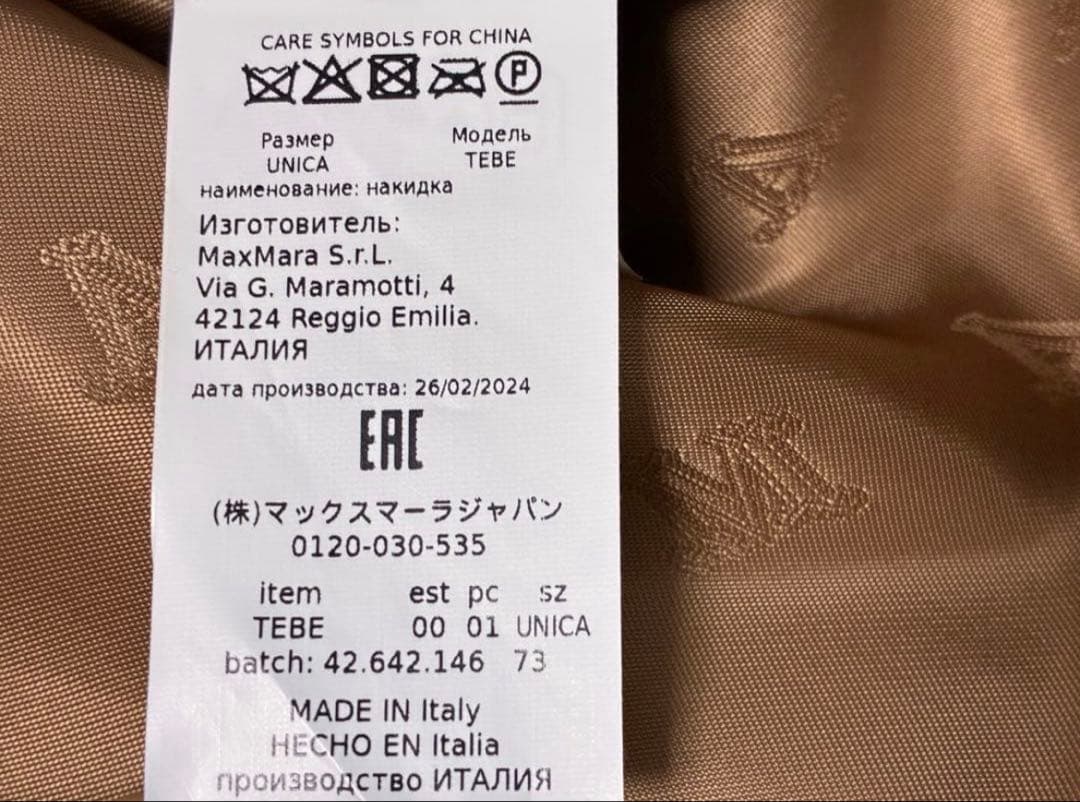 CARE SYMBOLS FOR CHINA
P
Размер Модель
UNICA TEBE
наименование: накидка
Изготовитель:
MaxMara S.r.L.
Via G. Maramotti, 4
42124 Reggio Emilia.
ИТАЛИЯ
дата производства: 26/02/2024
EAC
(株)マックスマーラジャパン
0120-030-535
item est pc sz
TEBE 00 01 UNICA
batch: 42.642.146 73
MADE IN Italy
HECHO EN Italia
производство ИТАЛИЯ